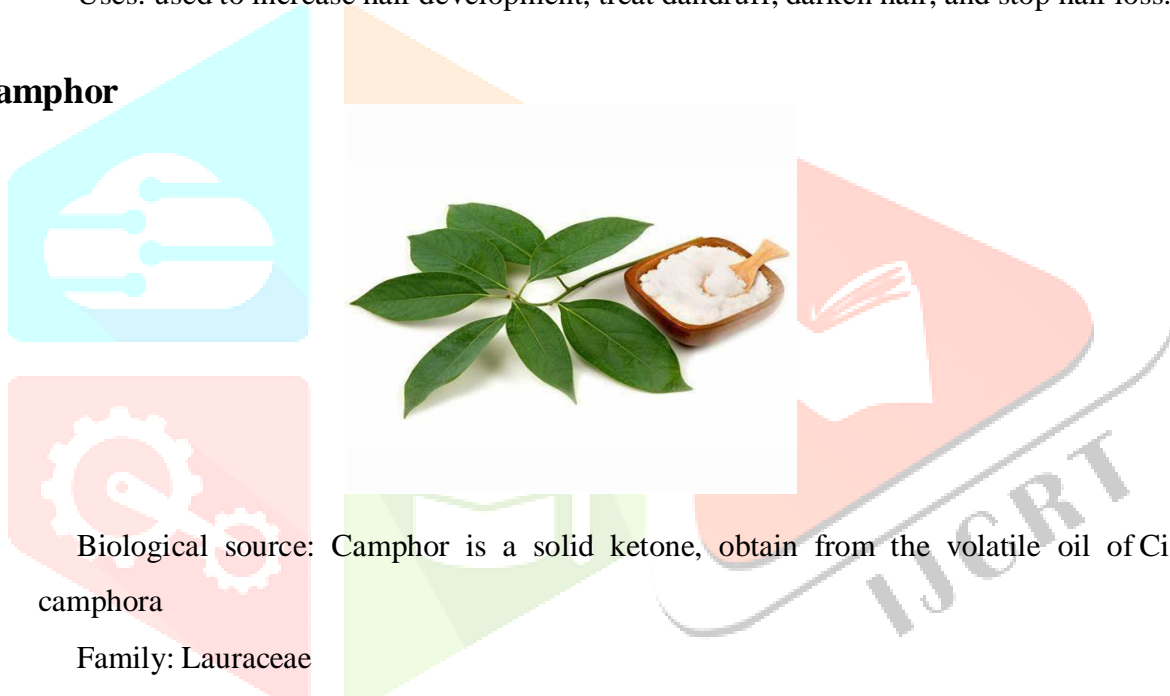 Uses: used to increase hair development, treat dandruff, darken hair, and stop hair loss.
amphor
Biological source: Camphor is a solid ketone, obtain from the volatile oil of Ci
camphora
Family: Lauraceae
IJCRT